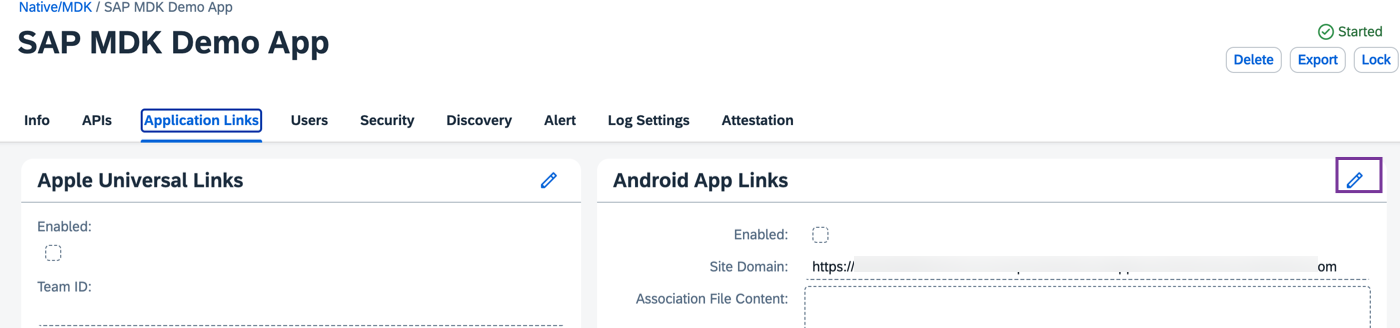 Native/MDK / SAP MDK Demo App
SAP MDK Demo App
Started
Delete Export Lock
Info APIs Application Links Users Security Discovery Alert Log Settings Attestation
Apple Universal Links
Enabled:
Team ID:
Android App Links
Enabled:
Site Domain: https:// om
Association File Content: